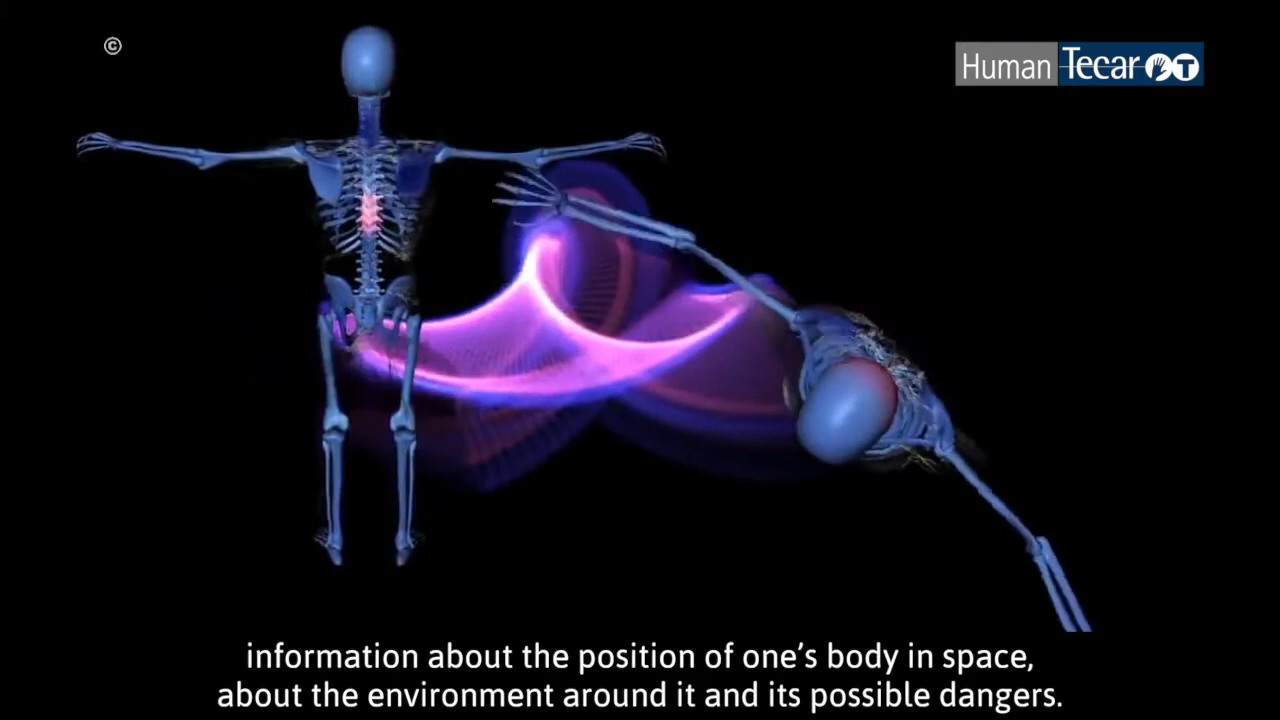 ©
Human Tecar T
information about the position of one’s body in space,
about the environment around it and its possible dangers.